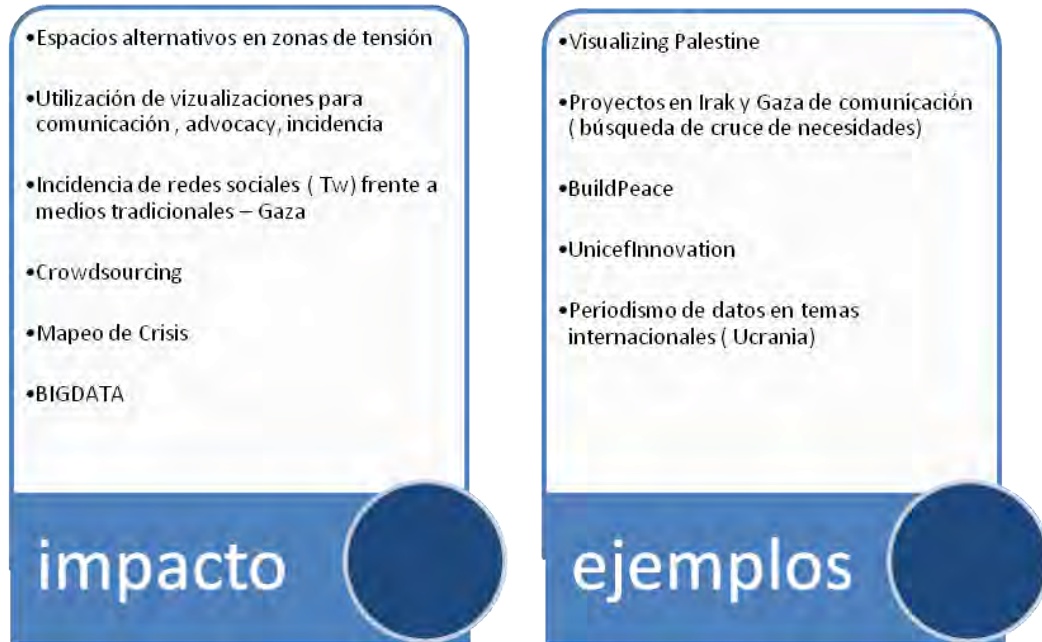 •Espacios alternativos en zonas de tensión
•Utilización de vizualizaciones para
comunicación , advocacy, incidencia
•Incidencia de redes sociales ( Tw) frente a
medios tradicionales – Gaza
•Crowdsourcing
•Mapeo de Crisis
•BIGDATA
impacto
•Visualizing Palestine
•Proyectos en Irak y Gaza de comunicación
( búsqueda de cruce de necesidades)
•BuildPeace
•UnicefInnovation
•Periodismo de datos en temas
internacionales ( Ucrania)
ejemplos